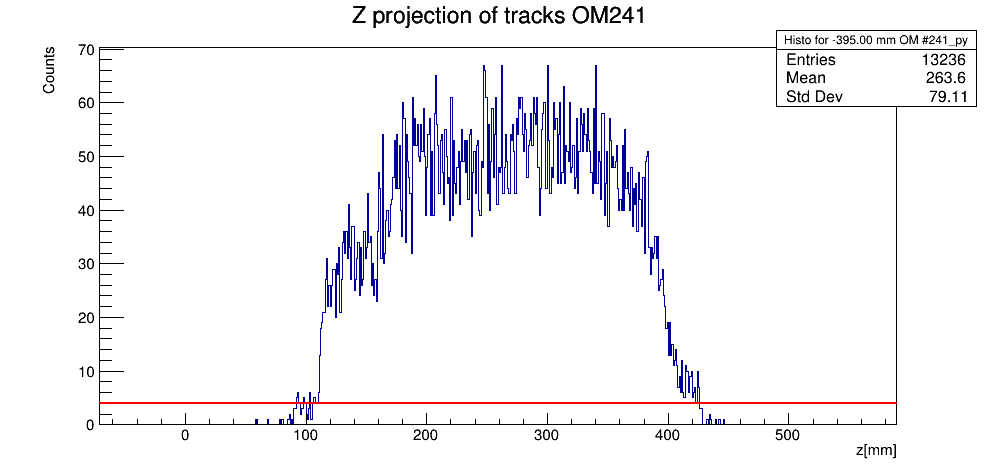 Z projection of tracks OM241
Histo for -395.00 mm OM #241_py
Entries 13236
Mean 263.6
Std Dev 79.11
Counts
70
60
50
40
30
20
10
0
0 100 200 300 400 500
z[mm]